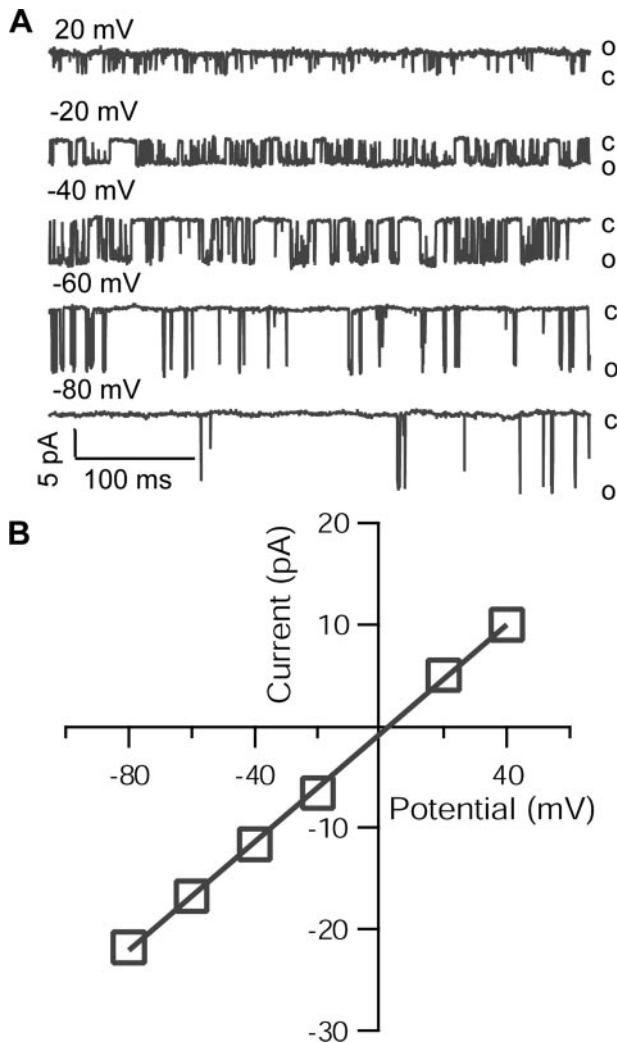 A
20 mV
o
c
-20 mV
c
o
-40 mV
c
o
-60 mV
c
o
-80 mV
c
5 pA
100 ms
o
B
20
Current (pA)
10
-80
-40
40
Potential (mV)
-10
-20
-30